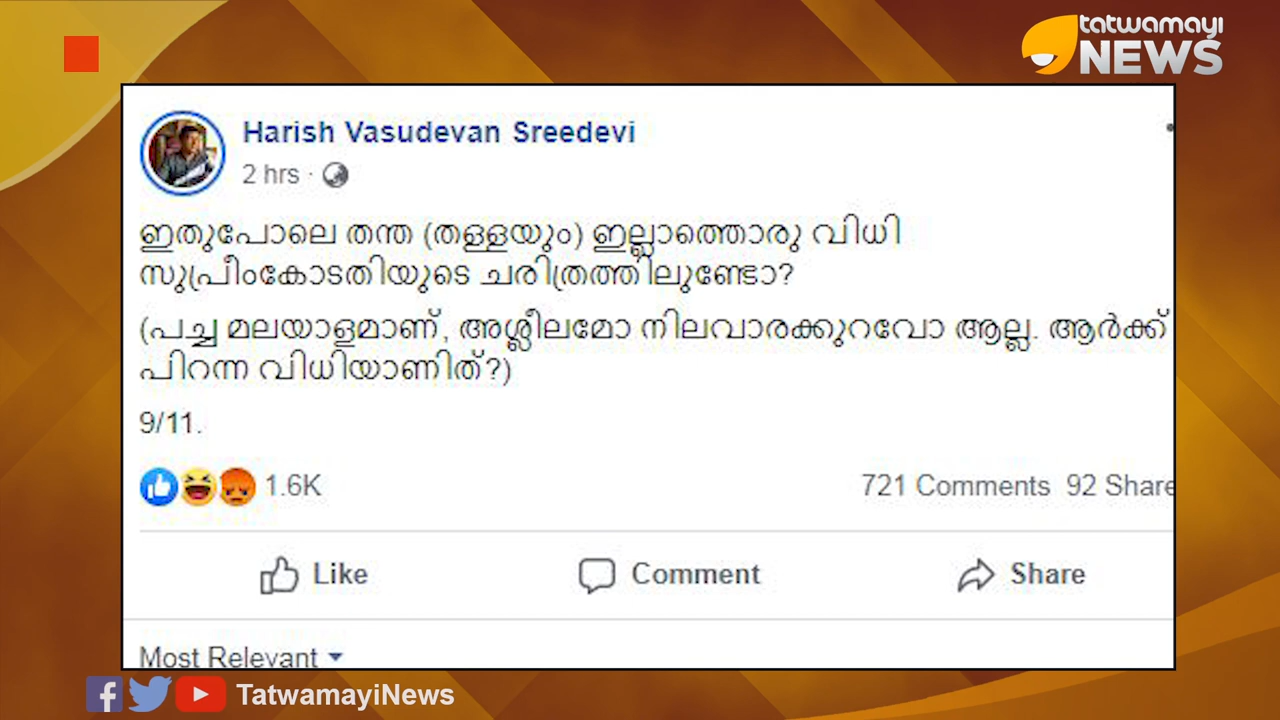 tatwamayi
NEWS
Harish Vasudevan Sreedevi
2 hrs ·
ഇതുപോലെ തന്ത (തള്ളയും) ഇല്ലാത്തൊരു വിധി
സുപ്രീംകോടതിയുടെ ചരിത്രത്തിലുണ്ടോ?
(പച്ച മലയാളമാണ്, അശ്ലീലമോ നിലവാരക്കുറവോ ആല്ല. ആർക്ക്
പിറന്ന വിധിയാണിത്?)
9/11.
1.6K
721 Comments 92 Share
Like
Comment
Share
Most Relevant
TatwamayiNews